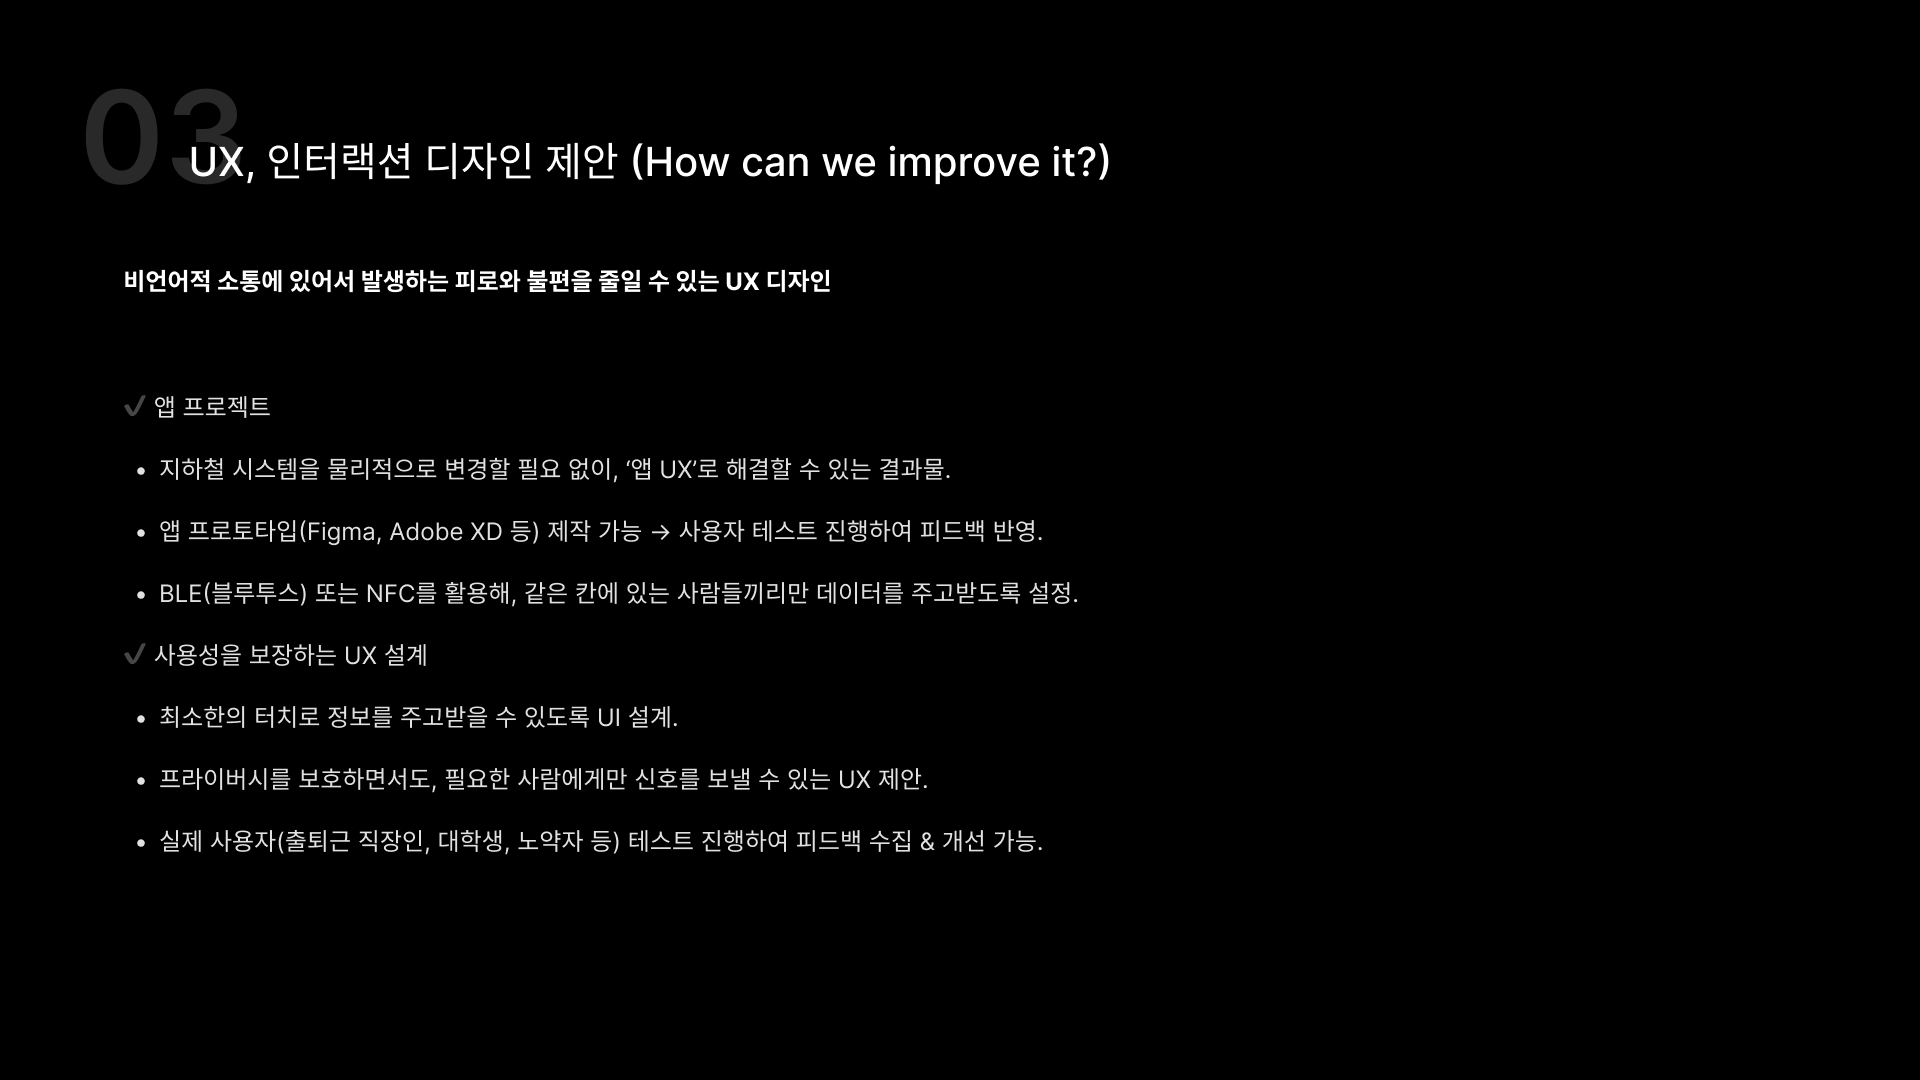 03
UX, 인터랙션 디자인 제안 (How can we improve it?)
비언어적 소통에 있어서 발생하는 피로와 불편을 줄일 수 있는 UX 디자인
✔ 앱 프로젝트
• 지하철 시스템을 물리적으로 변경할 필요 없이, ‘앱 UX’로 해결할 수 있는 결과물.
• 앱 프로토타입(Figma, Adobe XD 등) 제작 가능 → 사용자 테스트 진행하여 피드백 반영.
• BLE(블루투스) 또는 NFC를 활용해, 같은 칸에 있는 사람들끼리만 데이터를 주고받도록 설정.
✔ 사용성을 보장하는 UX 설계
• 최소한의 터치로 정보를 주고받을 수 있도록 UI 설계.
• 프라이버시를 보호하면서도, 필요한 사람에게만 신호를 보낼 수 있는 UX 제안.
• 실제 사용자(출퇴근 직장인, 대학생, 노약자 등) 테스트 진행하여 피드백 수집 & 개선 가능.